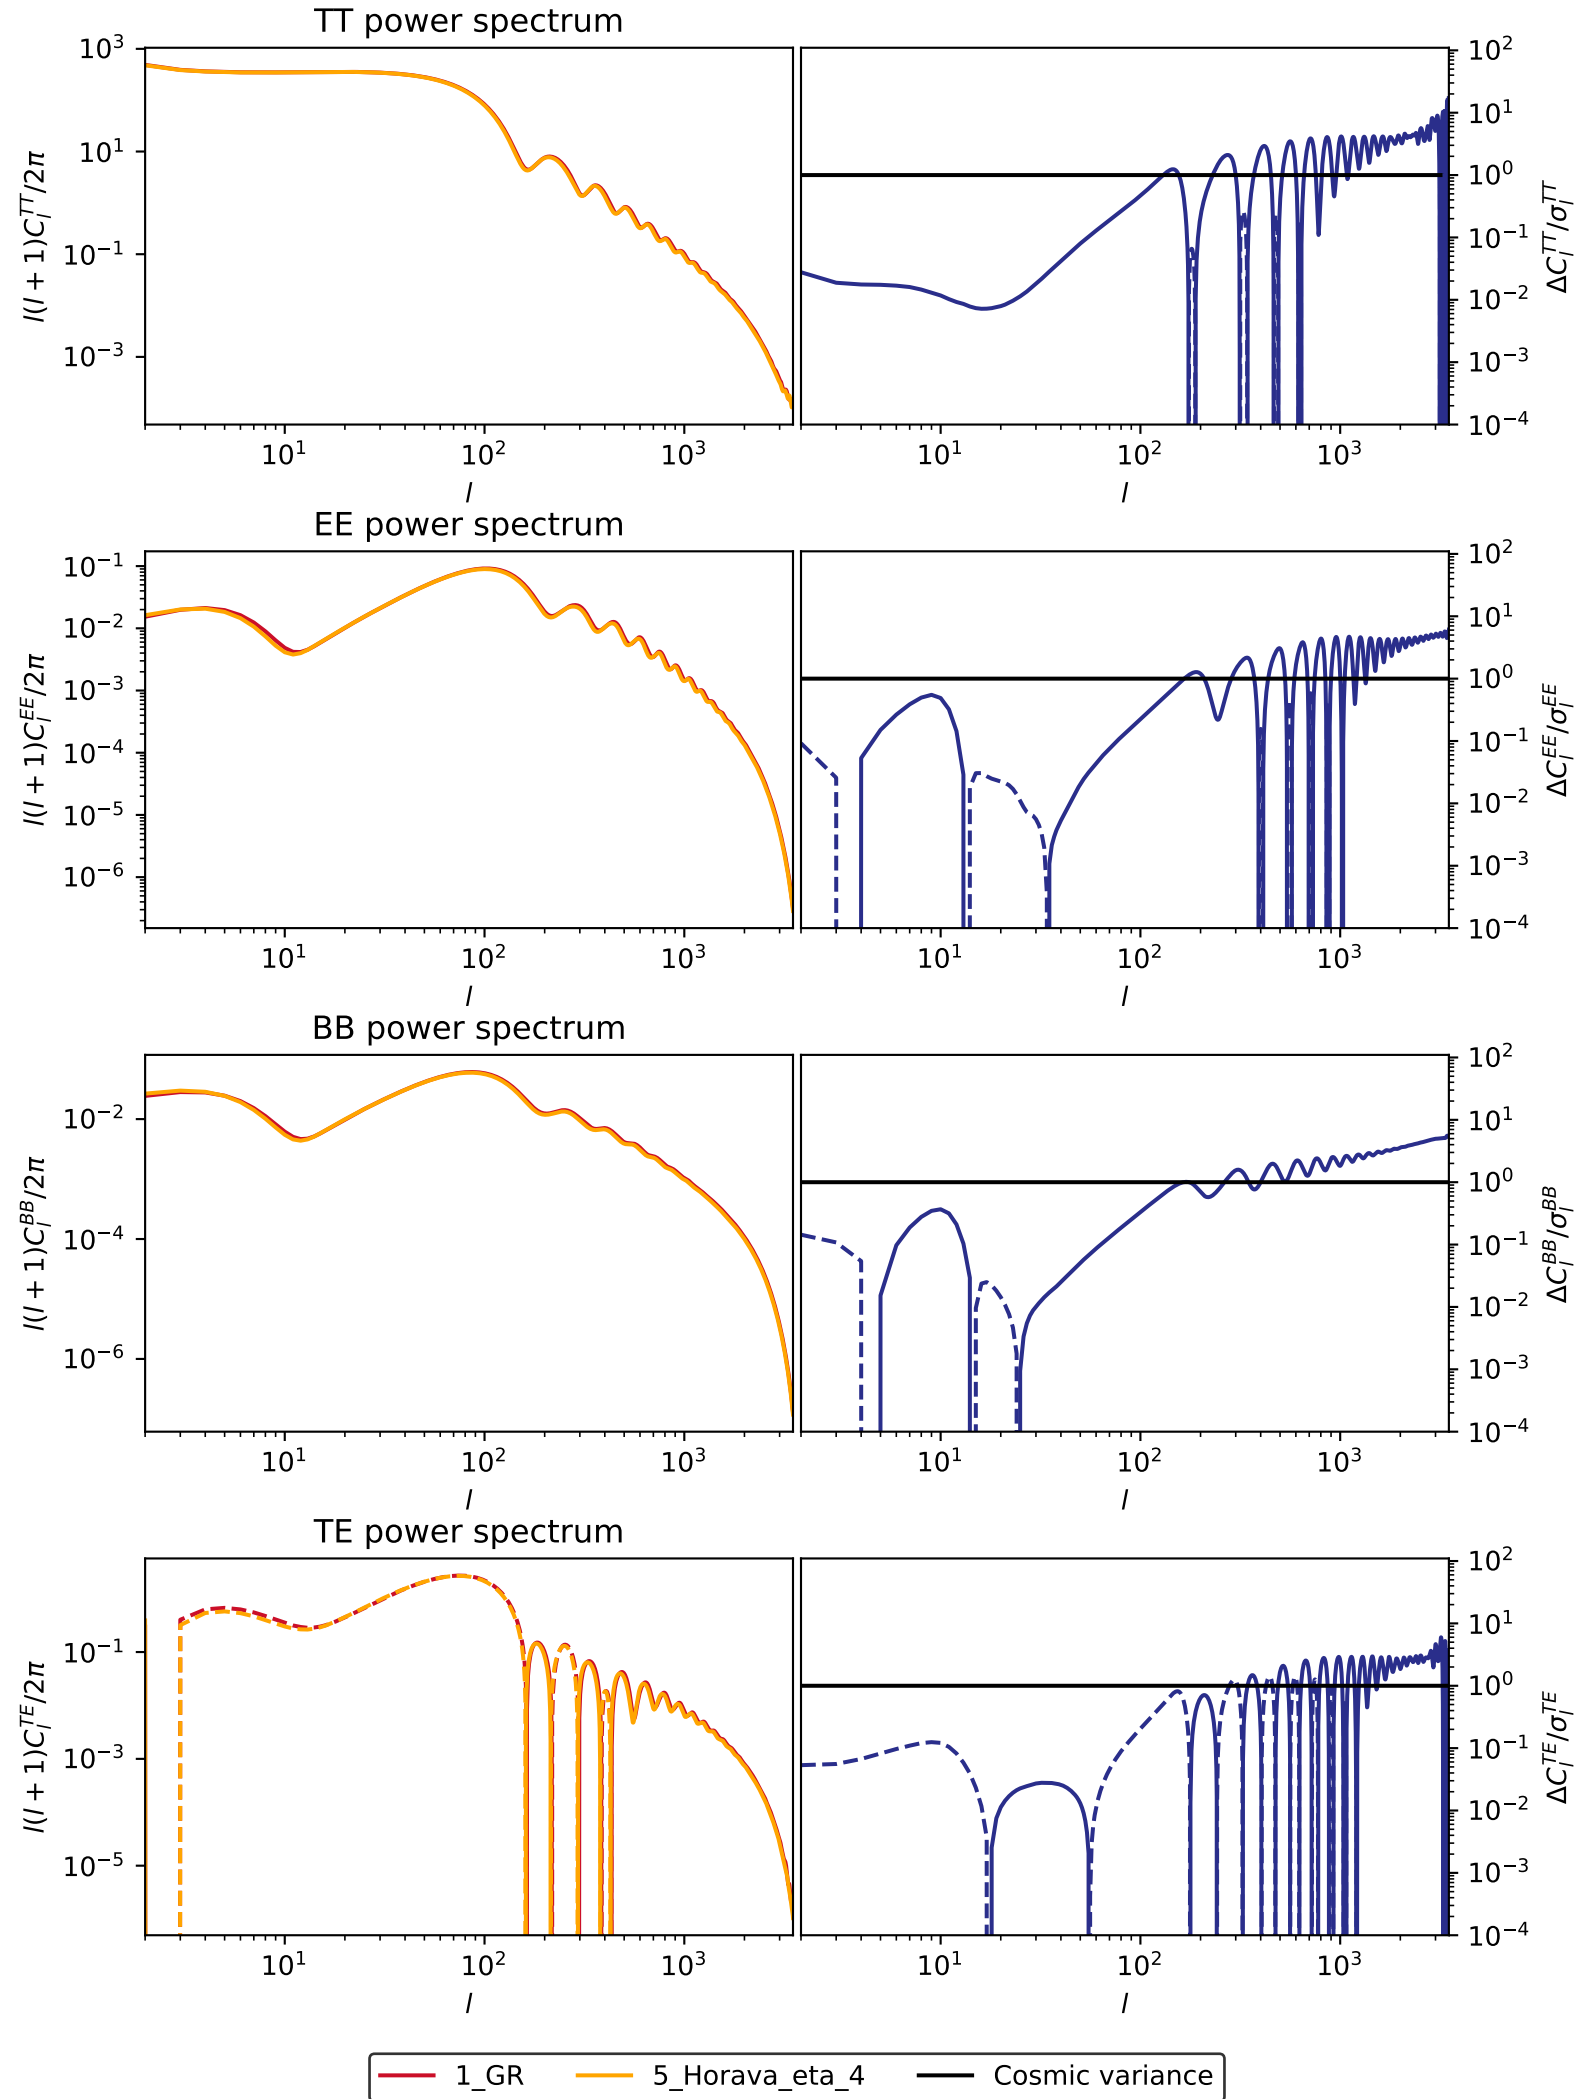 TT power spectrum
10^3
10^1
10^-1
10^-3
l(l + 1)C_l^TT/2π
10^1 10^2 10^3
l
10^2
10^1
10^0
10^-1
10^-2
10^-3
10^-4
ΔC_l^TT/σ_l^TT
10^1 10^2 10^3
l
EE power spectrum
10^-1
10^-2
10^-3
10^-4
10^-5
10^-6
l(l + 1)C_l^EE/2π
10^1 10^2 10^3
l
10^2
10^1
10^0
10^-1
10^-2
10^-3
10^-4
ΔC_l^EE/σ_l^EE
10^1 10^2 10^3
l
BB power spectrum
10^-2
10^-4
10^-6
l(l + 1)C_l^BB/2π
10^1 10^2 10^3
l
10^2
10^1
10^0
10^-1
10^-2
10^-3
10^-4
ΔC_l^BB/σ_l^BB
10^1 10^2 10^3
l
TE power spectrum
10^-1
10^-3
10^-5
l(l + 1)C_l^TE/2π
10^1 10^2 10^3
l
10^2
10^1
10^0
10^-1
10^-2
10^-3
10^-4
ΔC_l^TE/σ_l^TE
10^1 10^2 10^3
l
1_GR 5_Horava_eta_4 Cosmic variance